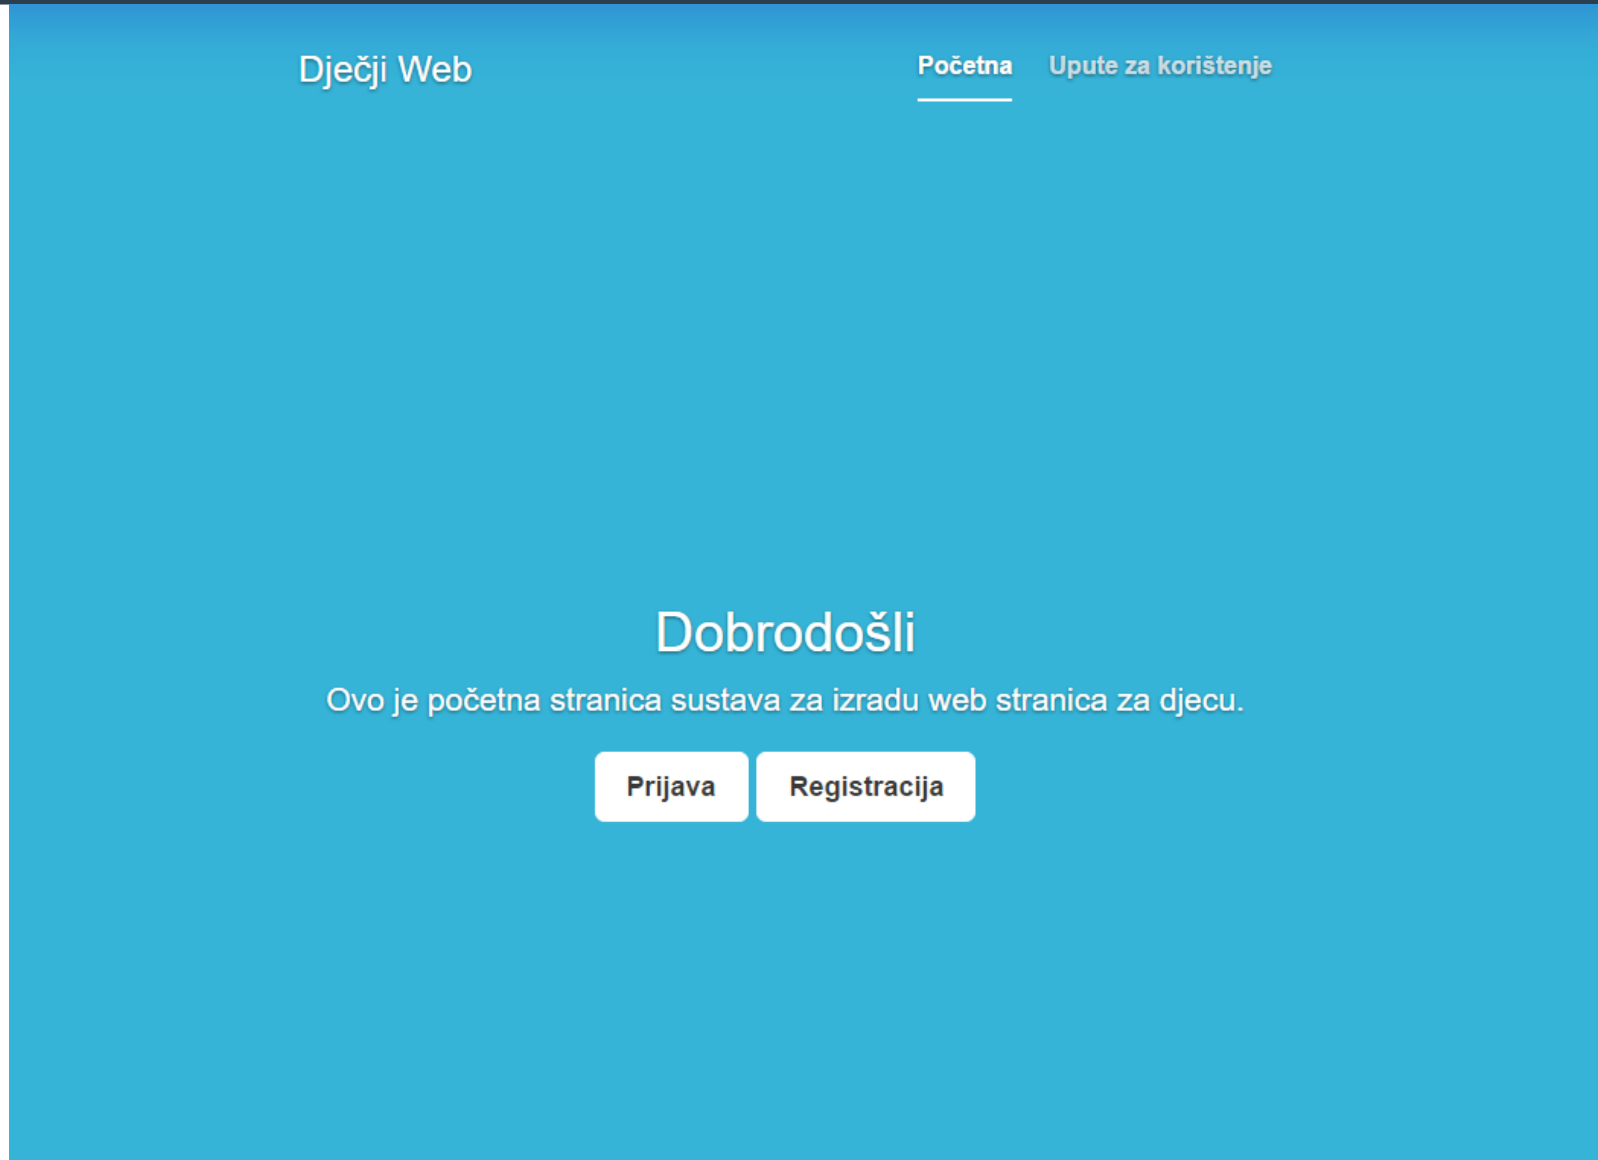 Dječji Web
Početna
Upute za korištenje
Dobrodošli
Ovo je početna stranica sustava za izradu web stranica za djecu.
Prijava
Registracija